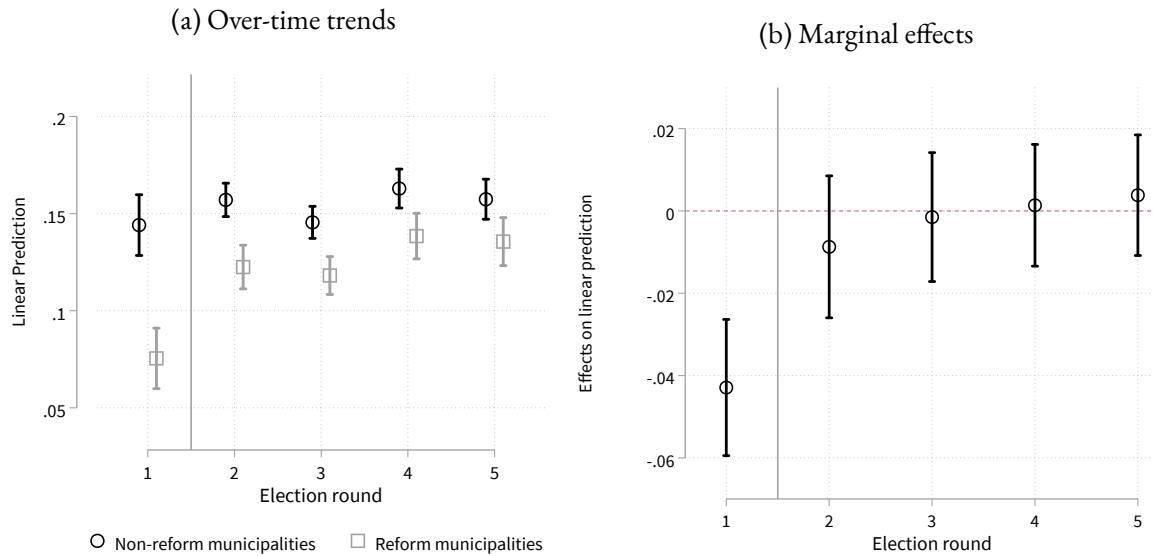 (a) Over-time trends
.2
.15
.1
.05
Linear Prediction
1 2 3 4 5
Election round
Non-reform municipalities Reform municipalities
(b) Marginal effects
.02
0
-.02
-.04
-.06
Effects on linear prediction
1 2 3 4 5
Election round